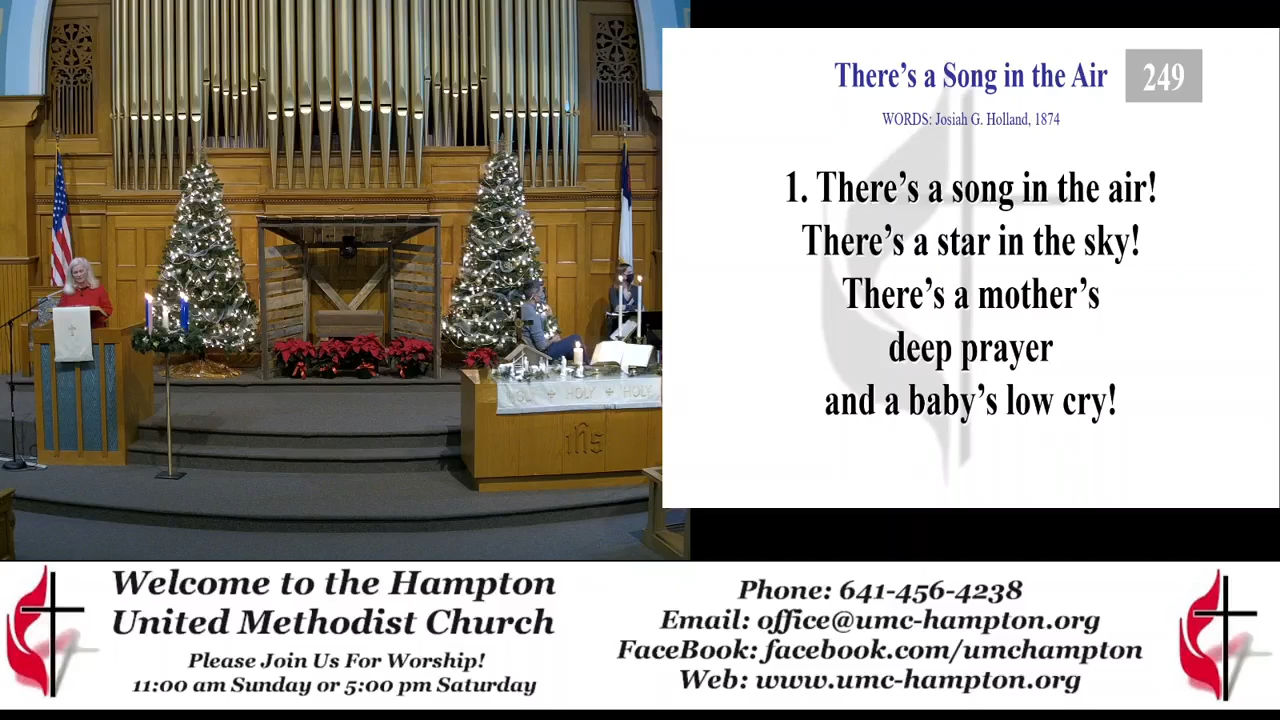 There's a Song in the Air 249
WORDS: Josiah G. Holland, 1874
1. There's a song in the air!
There's a star in the sky!
There's a mother's
deep prayer
and a baby's low cry!
HOLY + HOLY
ihs
Welcome to the Hampton
United Methodist Church
Please Join Us For Worship!
11:00 am Sunday or 5:00 pm Saturday
Phone: 641-456-4238
Email: office@umc-hampton.org
FaceBook: facebook.com/umchampton
Web: www.umc-hampton.org